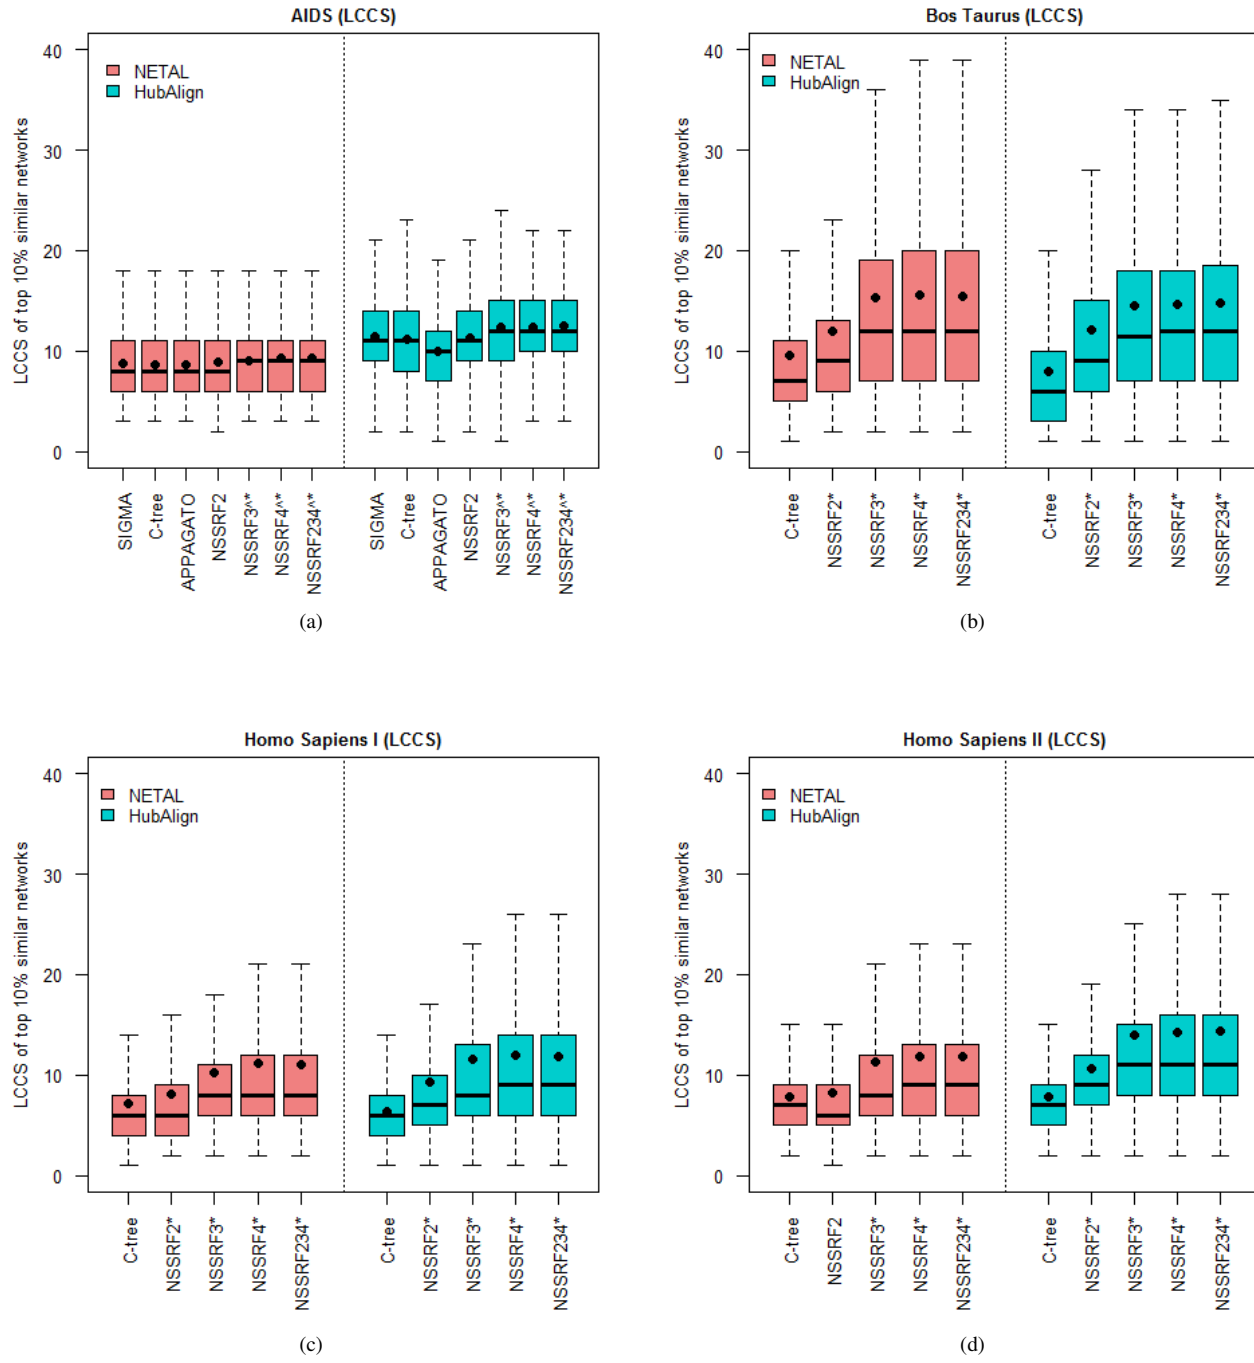 AIDS (LCCS)
LCCS of top 10% similar networks
40
30
20
10
0
NETAL
HubAlign
SIGMA
C-tree
APPAGATO
NSSRF2
NSSRF3^*
NSSRF4^*
NSSRF234^*
SIGMA
C-tree
APPAGATO
NSSRF2
NSSRF3^*
NSSRF4^*
NSSRF234^*
(a)
Bos Taurus (LCCS)
LCCS of top 10% similar networks
40
30
20
10
0
NETAL
HubAlign
C-tree
NSSRF2*
NSSRF3*
NSSRF4*
NSSRF234*
C-tree
NSSRF2*
NSSRF3*
NSSRF4*
NSSRF234*
(b)
Homo Sapiens I (LCCS)
LCCS of top 10% similar networks
40
30
20
10
0
NETAL
HubAlign
C-tree
NSSRF2*
NSSRF3*
NSSRF4*
NSSRF234*
C-tree
NSSRF2*
NSSRF3*
NSSRF4*
NSSRF234*
(c)
Homo Sapiens II (LCCS)
LCCS of top 10% similar networks
40
30
20
10
0
NETAL
HubAlign
C-tree
NSSRF2
NSSRF3*
NSSRF4*
NSSRF234*
C-tree
NSSRF2*
NSSRF3*
NSSRF4*
NSSRF234*
(d)